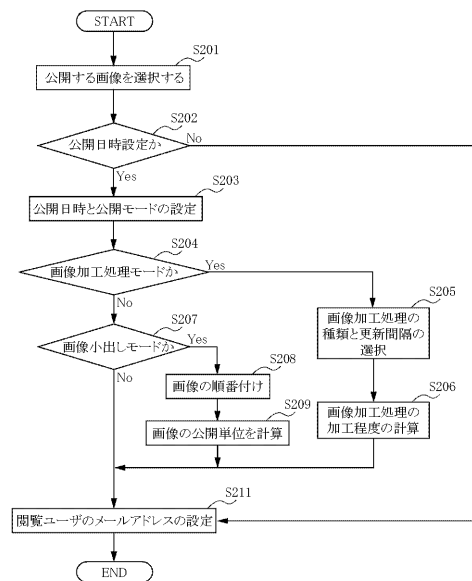 START
S201
公開する画像を選択する
S202
公開日時設定か
No
Yes
S203
公開日時と公開モードの設定
S204
画像加工処理モードか
Yes
No
S205
画像加工処理の
種類と更新間隔の
選択
S207
画像小出しモードか
Yes
No
S208
画像の順番付け
S206
画像加工処理の
加工程度の計算
S209
画像の公開単位を計算
S211
閲覧ユーザのメールアドレスの設定
END